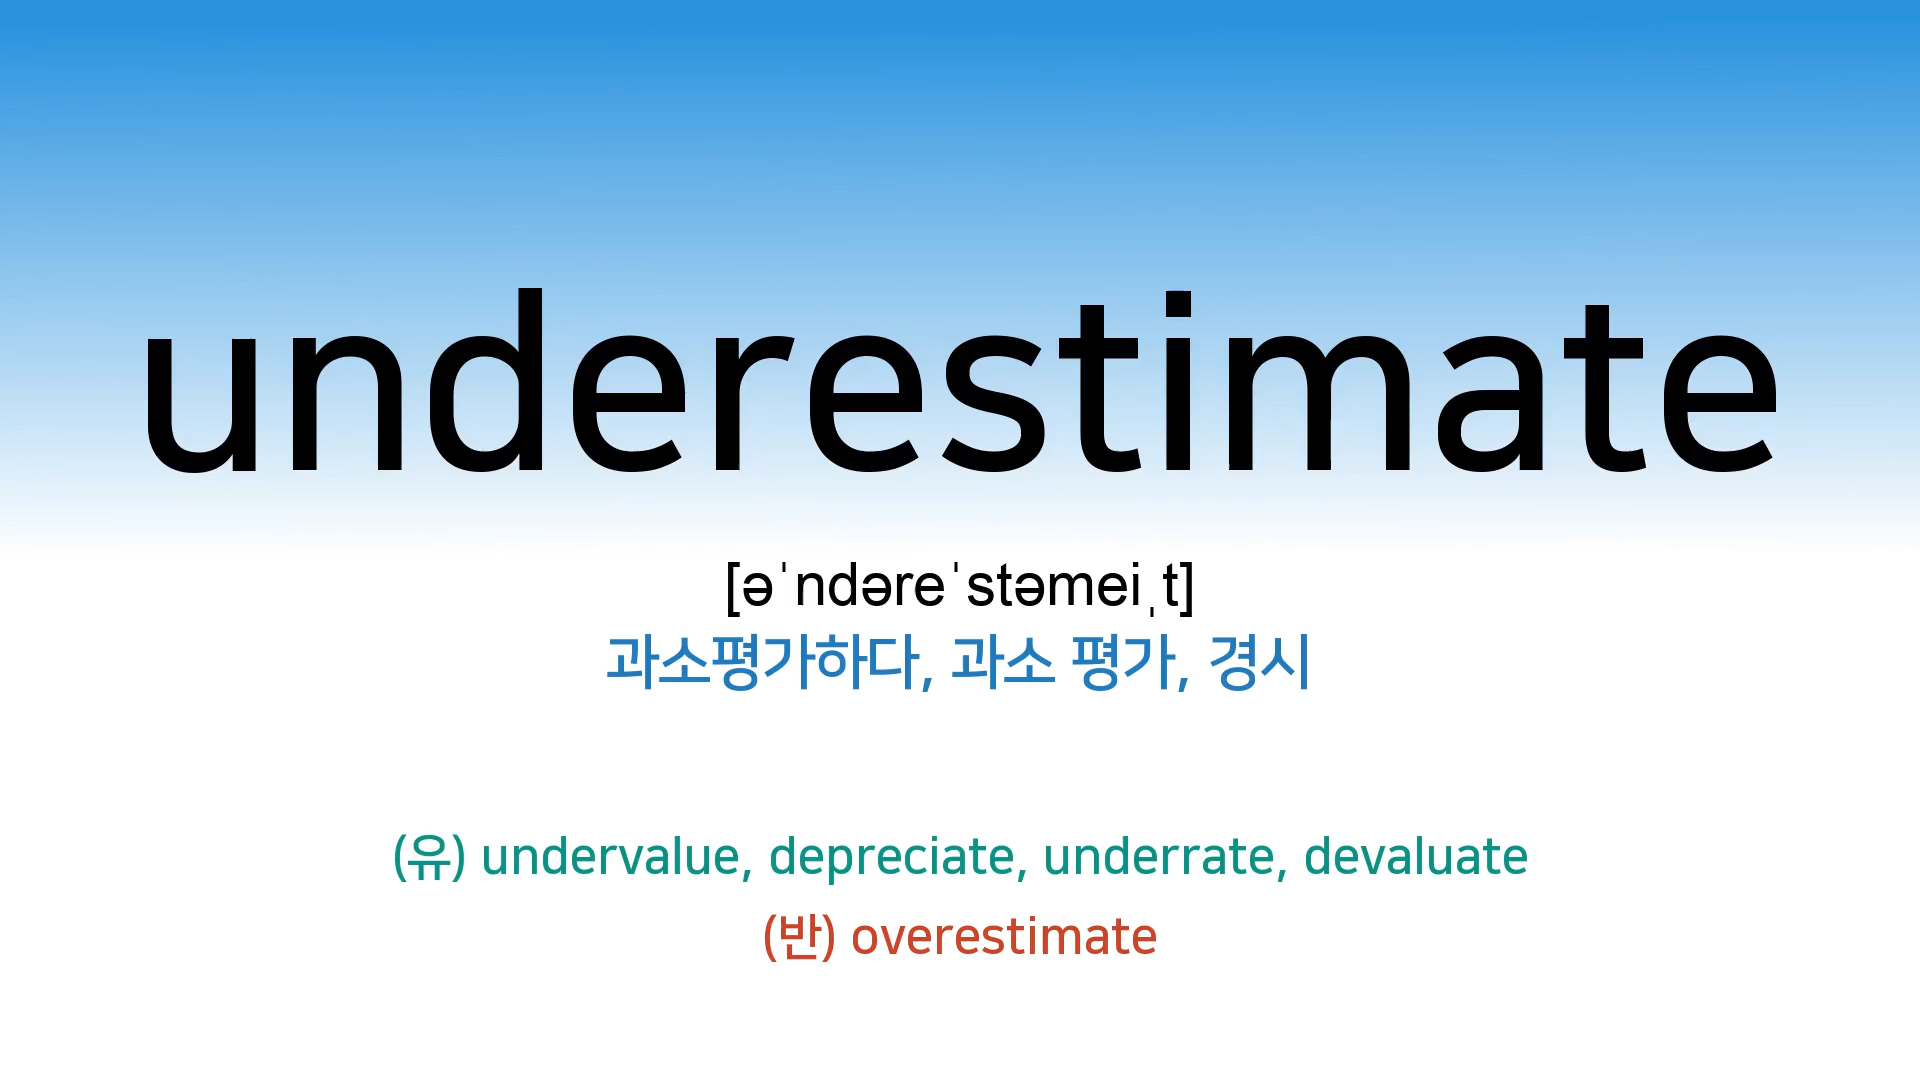 underestimate
[əˈndəreˈstəmeiˌt]
과소평가하다, 과소 평가, 경시
(유) undervalue, depreciate, underrate, devaluate
(반) overestimate